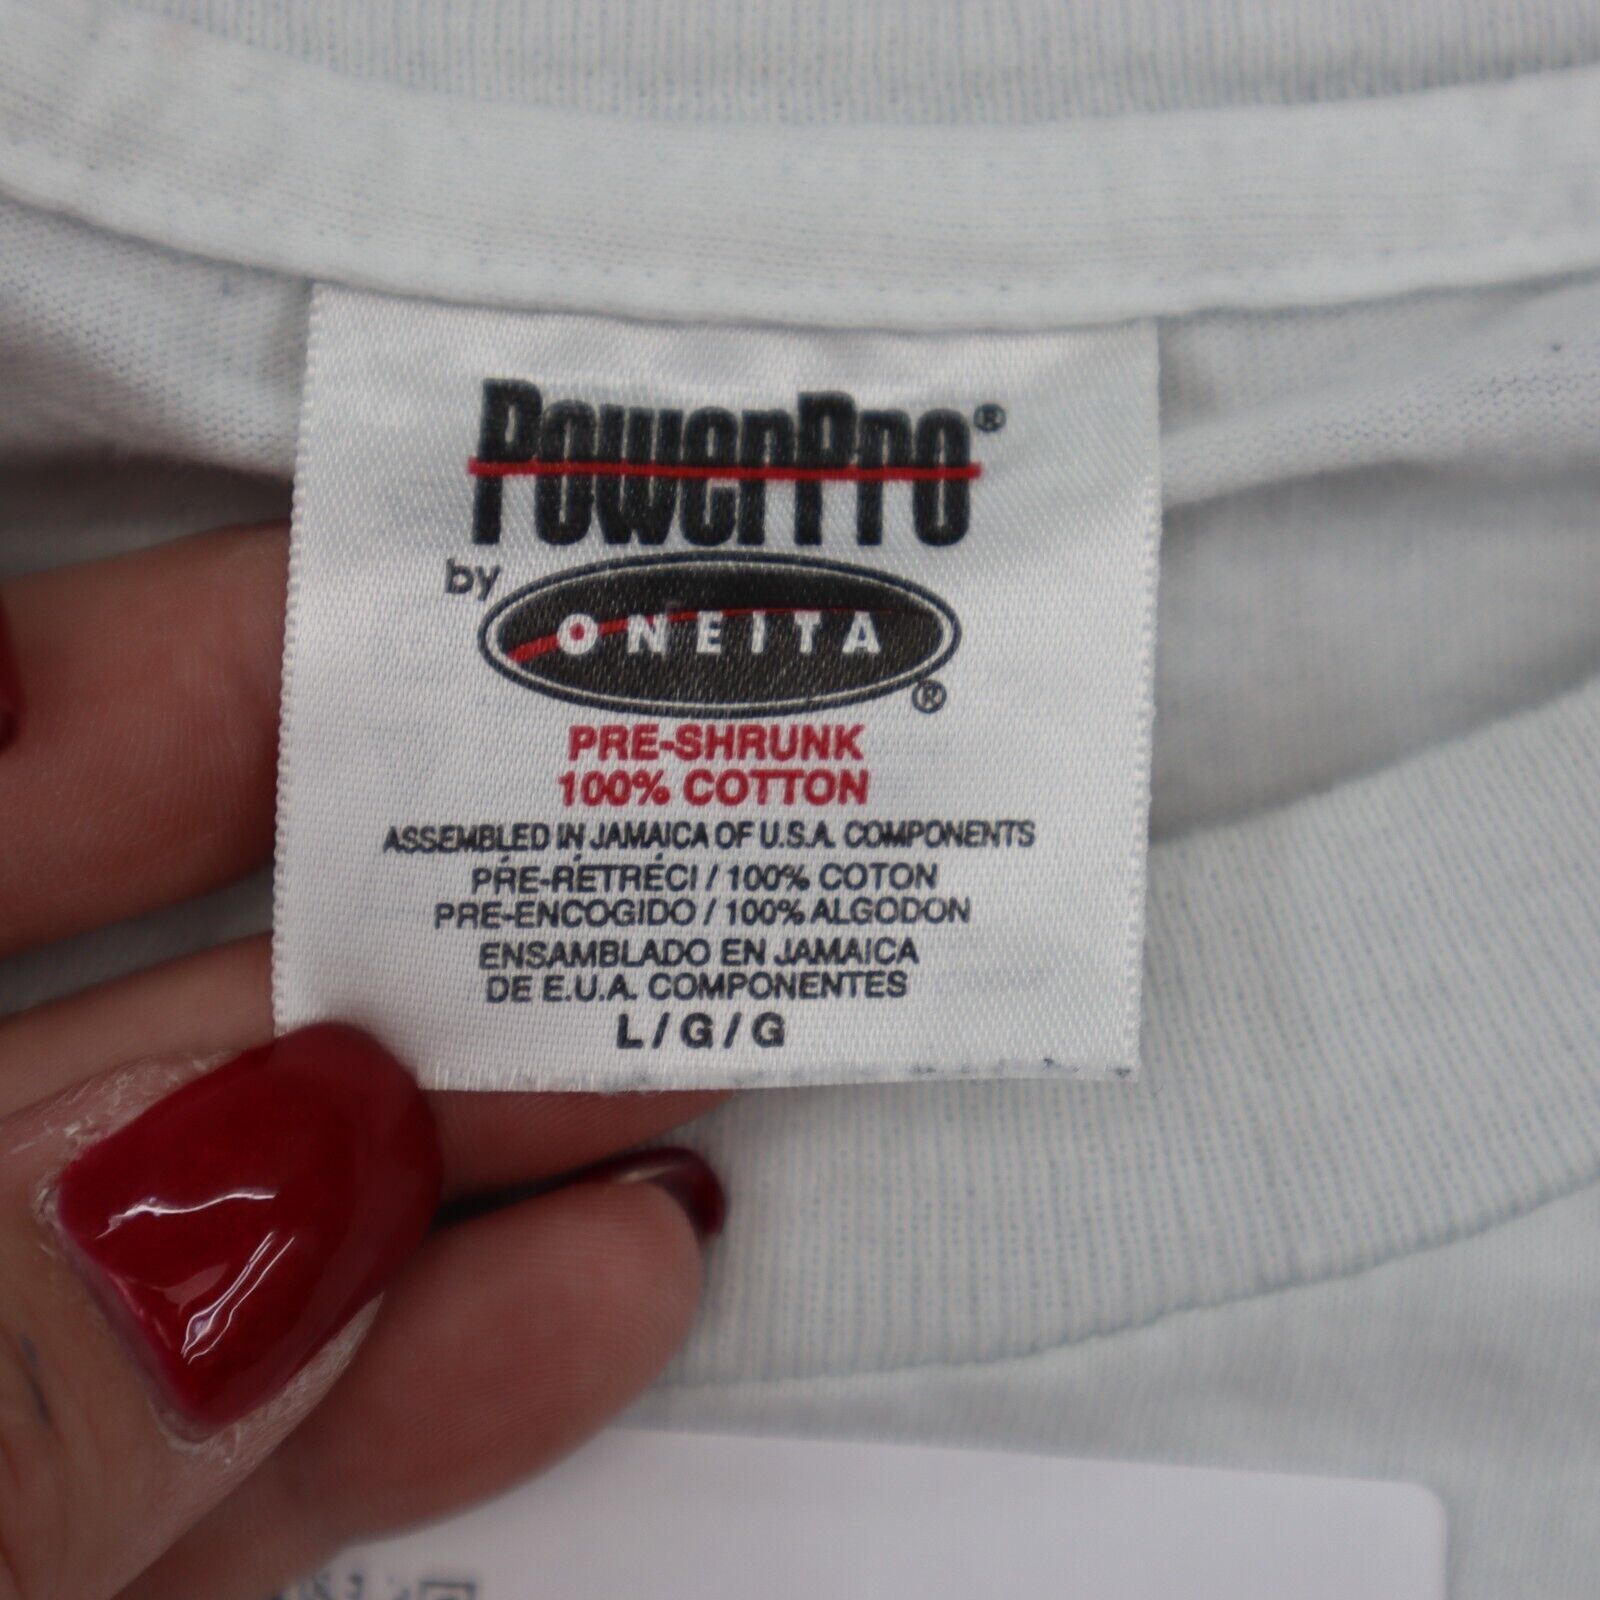 PowerPro®
by ONEITA®
PRE-SHRUNK
100% COTTON
ASSEMBLED IN JAMAICA OF U.S.A. COMPONENTS
PRÉ-RÉTRÉCI / 100% COTON
PRE-ENCOGIDO / 100% ALGODON
ENSAMBLADO EN JAMAICA
DE E.U.A. COMPONENTES
L / G / G